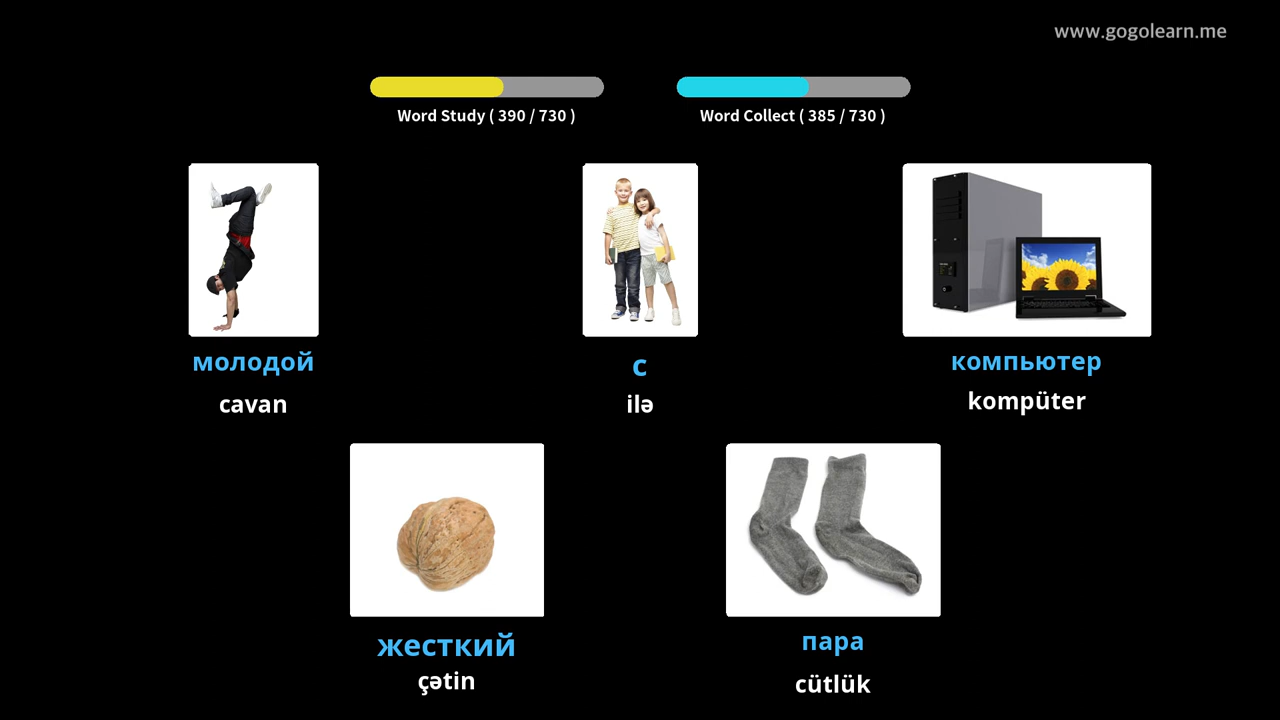 www.gogolearn.me
Word Study ( 390 / 730 )
Word Collect ( 385 / 730 )
молодой
cavan
с
ilə
компьютер
kompüter
жесткий
çətin
пара
cütlük